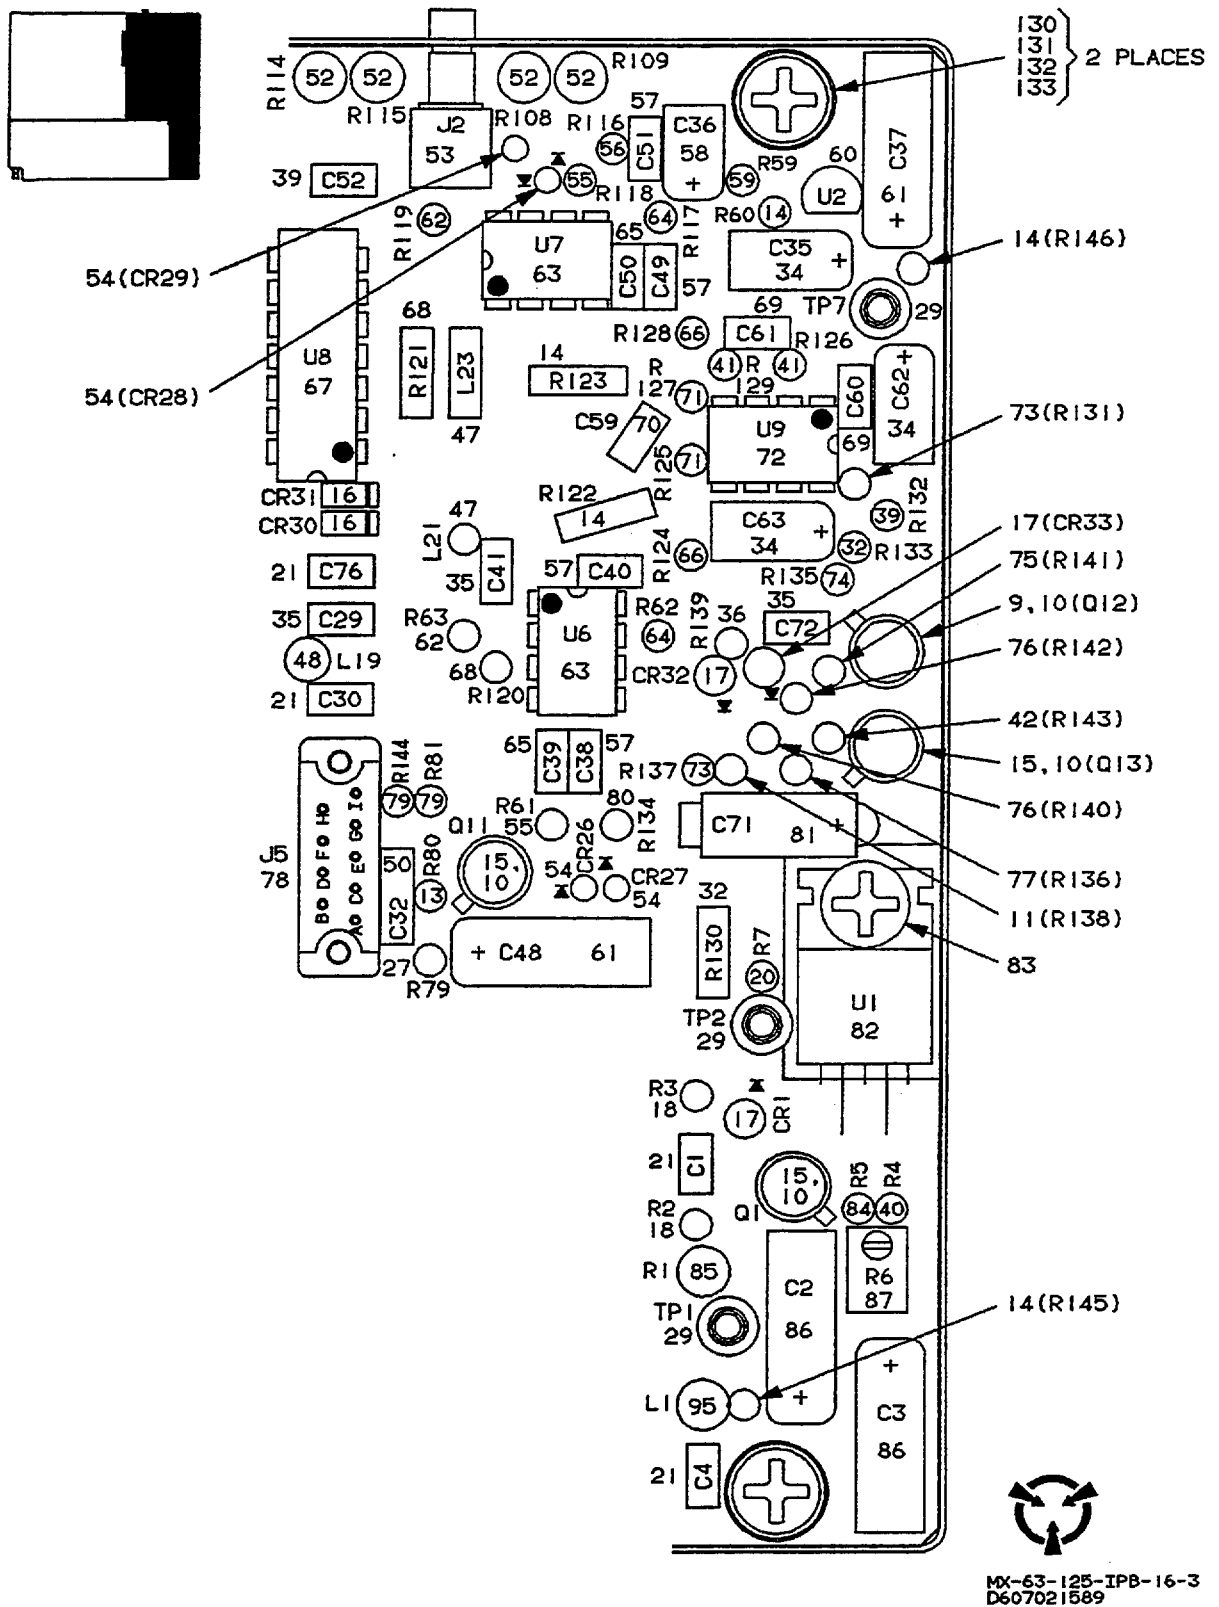 130
131
132
133
2 PLACES
R114
52
52
R115
J2
53
R108
52
52
R109
R116
56
57
C51
C36
58
+
R59
59
60
U2
C37
61
+
39
C52
R119
62
55
R118
64
R117
R60
14
54(CR29)
54(CR28)
U7
63
65
C50
C49
57
C35
34
+
14(R146)
TP7
29
U8
67
68
R121
L23
47
14
R123
R128
66
69
C61
R126
41
R
129
41
R
127
71
C59
70
U9
72
C60
69
C62
+
34
73(R131)
R125
71
CR31
16
CR30
16
R122
14
C63
34
+
39
R132
32
R133
R124
66
R135
74
17(CR33)
75(R141)
9,10(Q12)
76(R142)
42(R143)
15,10(Q13)
76(R140)
77(R136)
11(R138)
83
47
L21
35
C41
57
C40
21
C76
35
C29
48
L19
21
C30
R63
62
68
R120
U6
63
R62
64
R139
36
35
C72
CR32
17
J5
78
B D F H
A C E G I
R144
79
R81
79
65
C39
C38
57
R137
73
R61
55
80
R134
C71
81
+
Q11
15,
10
CR26
54
CR27
54
50
C32
R80
13
27
R79
+ C48 61
32
R130
R7
20
TP2
29
U1
82
R3
18
17
CR1
21
C1
15,
10
Q1
R5
84
R4
40
R2
18
R1
85
C2
86
+
R6
87
TP1
29
14(R145)
L1
95
+
C3
86
21
C4
MX-63-125-IPB-16-3
D607021589